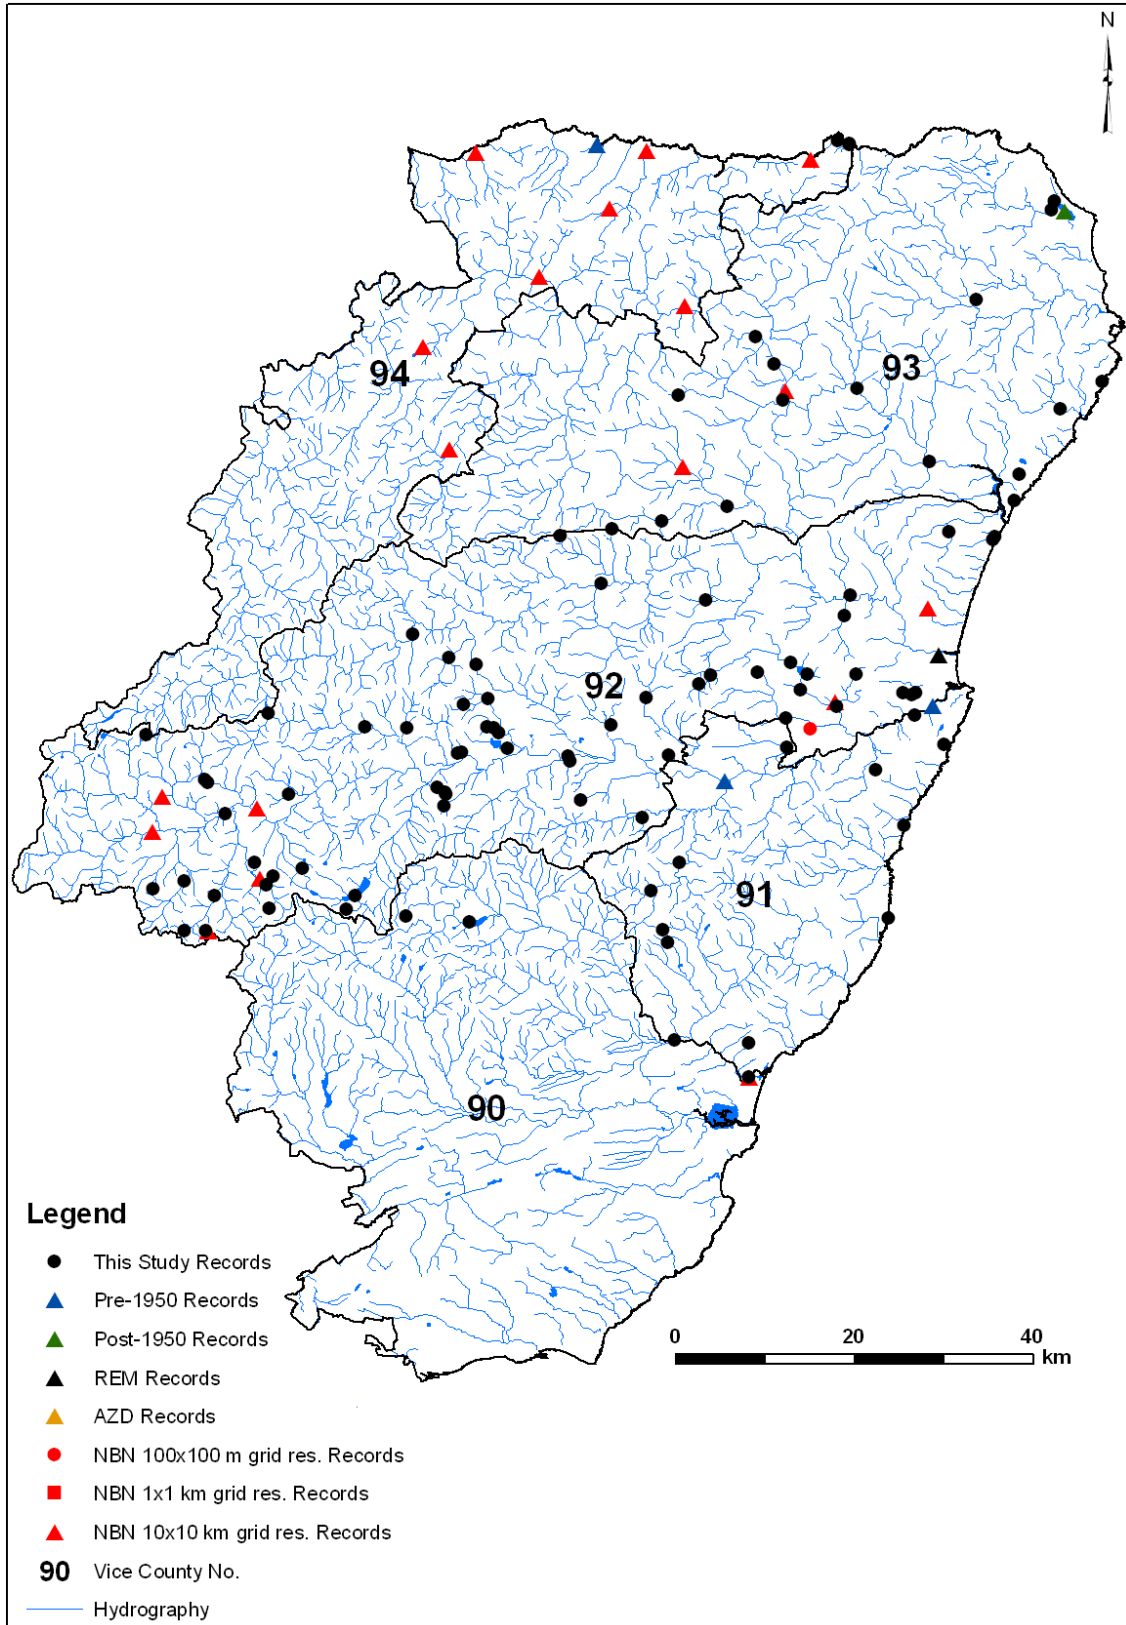 N
94
93
92
91
90
Legend
This Study Records
Pre-1950 Records
Post-1950 Records
REM Records
AZD Records
NBN 100x100 m grid res. Records
NBN 1x1 km grid res. Records
NBN 10x10 km grid res. Records
90 Vice County No.
Hydrography
0 20 40
km